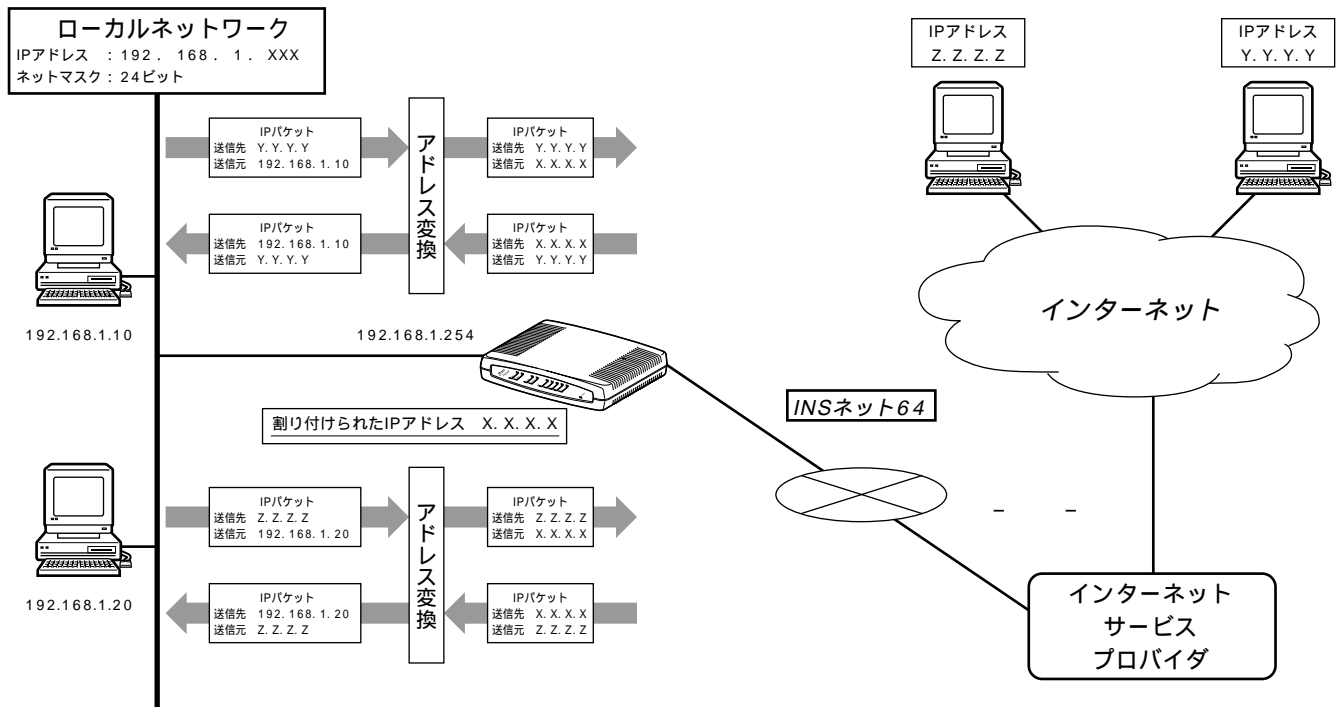 ローカルネットワーク
IPアドレス ：192．168．1．XXX
ネットマスク：24ビット
IPアドレス
Z.Z.Z.Z
IPアドレス
Y.Y.Y.Y
IPパケット
送信先 Y.Y.Y.Y
送信元 192.168.1.10
アドレス変換
IPパケット
送信先 Y.Y.Y.Y
送信元 X.X.X.X
IPパケット
送信先 192.168.1.10
送信元 Y.Y.Y.Y
IPパケット
送信先 X.X.X.X
送信元 Y.Y.Y.Y
192.168.1.10
192.168.1.254
インターネット
INSネット64
割り付けられたIPアドレス X.X.X.X
IPパケット
送信先 Z.Z.Z.Z
送信元 192.168.1.20
アドレス変換
IPパケット
送信先 Z.Z.Z.Z
送信元 X.X.X.X
– –
IPパケット
送信先 192.168.1.20
送信元 Z.Z.Z.Z
IPパケット
送信先 X.X.X.X
送信元 Z.Z.Z.Z
192.168.1.20
インターネット
サービス
プロバイダ